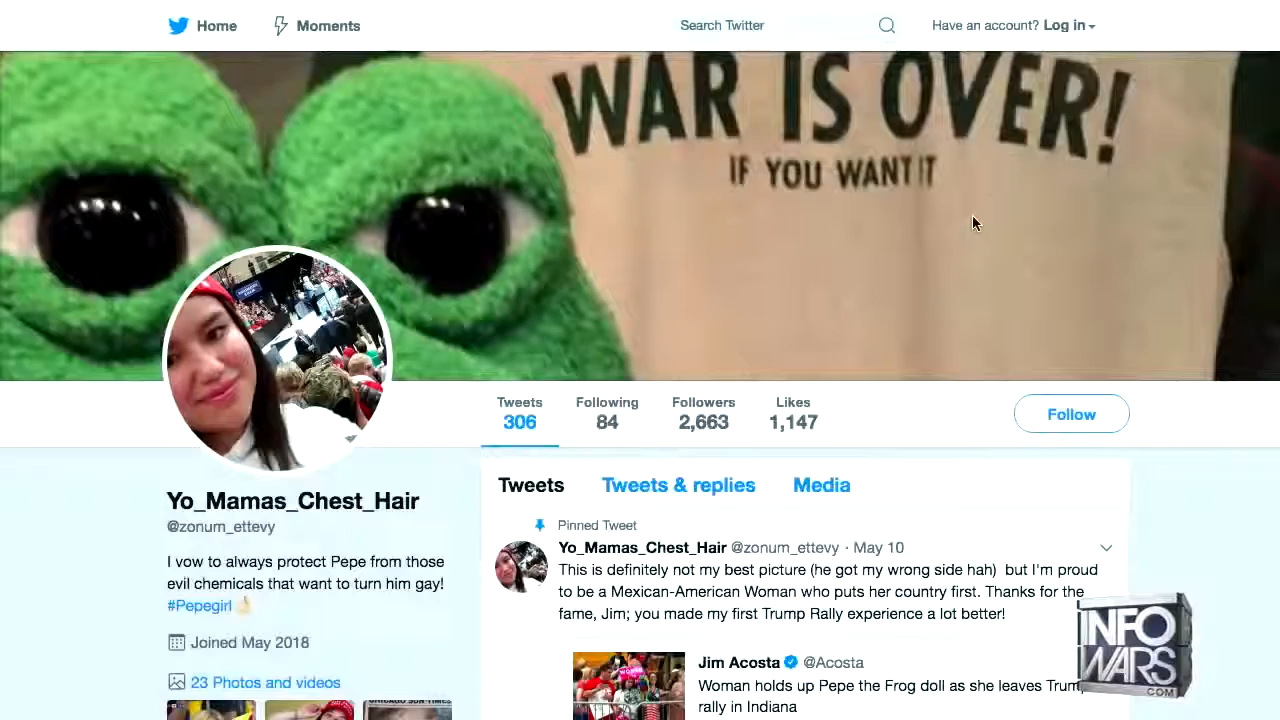 Home
Moments
Search Twitter
Have an account? Log in
WAR IS OVER!
IF YOU WANT IT
Tweets
Following
Followers
Likes
306
84
2,663
1,147
Follow
Yo_Mamas_Chest_Hair
@zonum_ettevy
I vow to always protect Pepe from those
evil chemicals that want to turn him gay!
#Pepegirl
Joined May 2018
23 Photos and videos
Tweets
Tweets & replies
Media
Pinned Tweet
Yo_Mamas_Chest_Hair @zonum_ettevy · May 10
This is definitely not my best picture (he got my wrong side hah) but I'm proud
to be a Mexican-American Woman who puts her country first. Thanks for the
fame, Jim; you made my first Trump Rally experience a lot better!
Jim Acosta @Acosta
Woman holds up Pepe the Frog doll as she leaves Trump
rally in Indiana
INFO
WARS
.COM